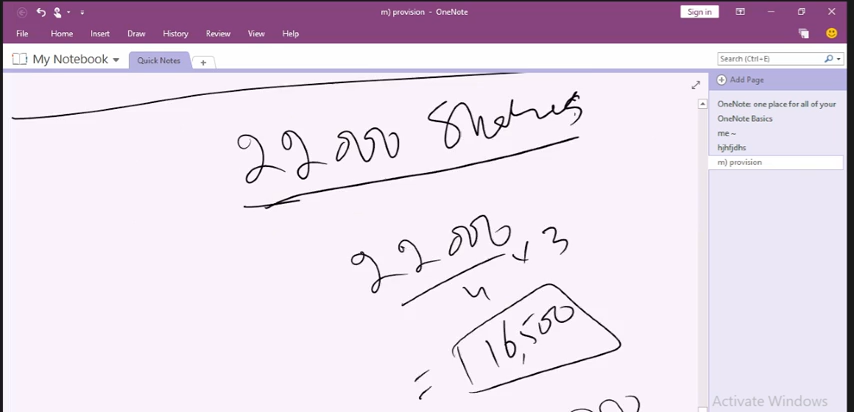 m) provision - OneNote
Sign in
File Home Insert Draw History Review View Help
My Notebook Quick Notes
Search (Ctrl+E)
Add Page
OneNote: one place for all of your
OneNote Basics
me ~
hjhfjdhs
m) provision
22000 Shares
22000 × 3
4
= 16,500
Activate Windows